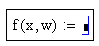 f(x,w) :=